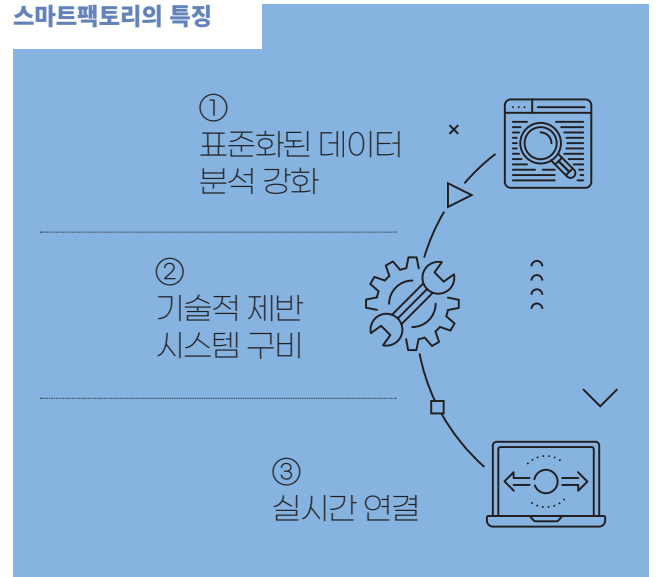 스마트팩토리의 특징
①
표준화된 데이터
분석 강화
②
기술적 제반
시스템 구비
③
실시간 연결